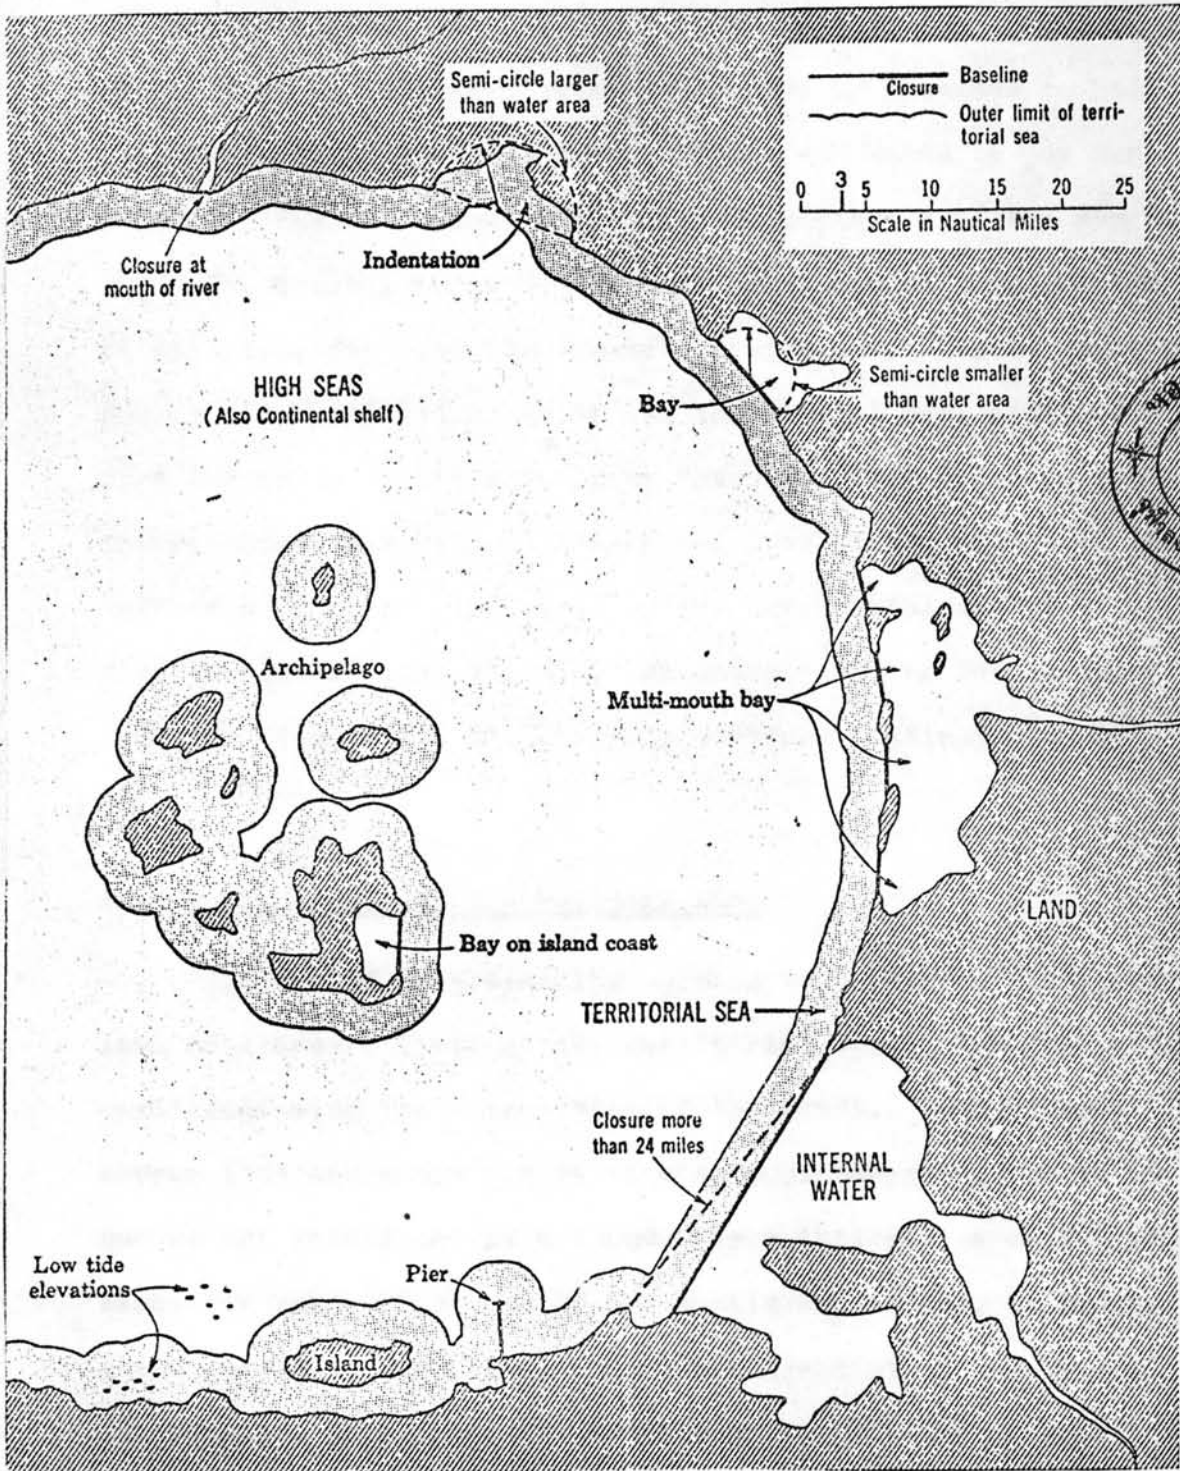 Semi-circle larger
than water area
Baseline
Closure
Outer limit of terri-
torial sea
0 3 5 10 15 20 25
Scale in Nautical Miles
Closure at
mouth of river
Indentation
HIGH SEAS
(Also Continental shelf)
Bay
Semi-circle smaller
than water area
Archipelago
Multi-mouth bay
LAND
Bay on island coast
TERRITORIAL SEA
Closure more
than 24 miles
INTERNAL
WATER
Low tide
elevations
Pier
Island